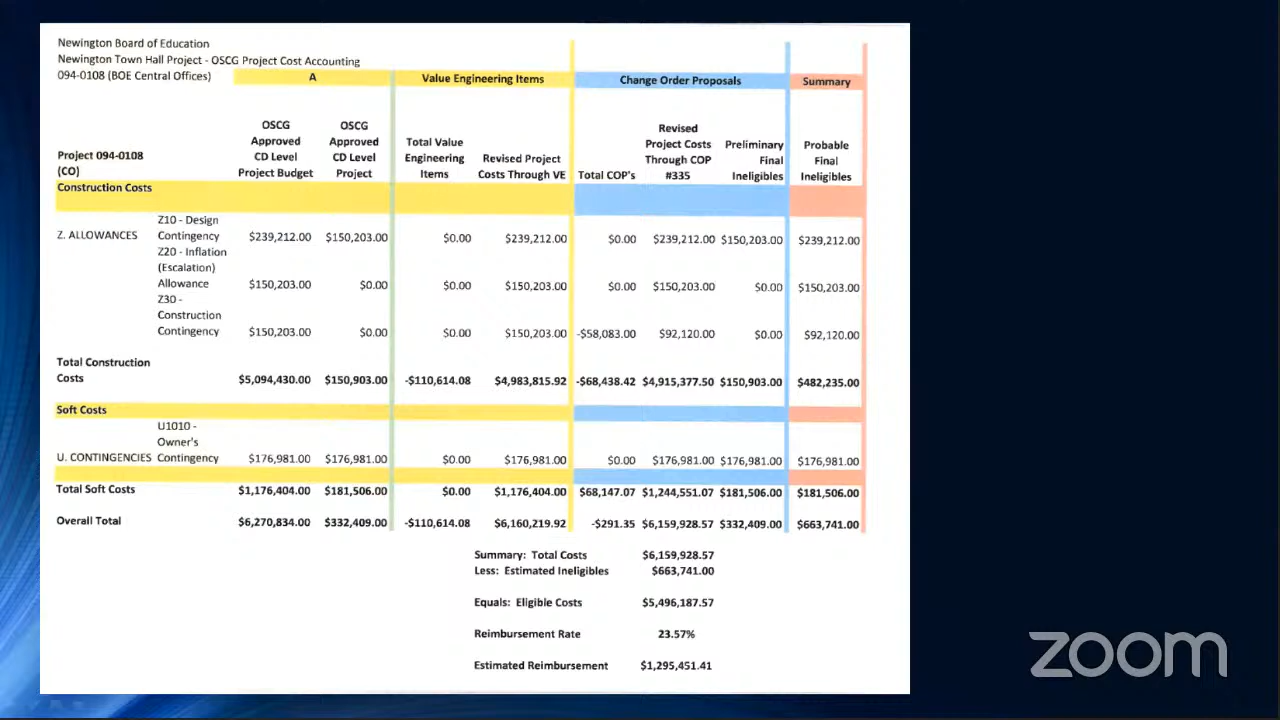 Newington Board of Education
Newington Town Hall Project - OSCG Project Cost Accounting
094-0108 (BOE Central Offices) A Value Engineering Items Change Order Proposals Summary
Project 094-0108 (CO) OSCG Approved CD Level Project Budget OSCG Approved CD Level Project Total Value Engineering Items Revised Project Costs Through VE Total COP's Revised Project Costs Through COP #335 Preliminary Final Ineligibles Probable Final Ineligibles
Construction Costs
Z. ALLOWANCES Z10 - Design Contingency $239,212.00 $150,203.00 $0.00 $239,212.00 $0.00 $239,212.00 $150,203.00 $239,212.00
Z20 - Inflation (Escalation) Allowance $150,203.00 $0.00 $0.00 $150,203.00 $0.00 $150,203.00 $0.00 $150,203.00
Z30 - Construction Contingency $150,203.00 $0.00 $0.00 $150,203.00 -$58,083.00 $92,120.00 $0.00 $92,120.00
Total Construction Costs $5,094,430.00 $150,903.00 -$110,614.08 $4,983,815.92 -$68,438.42 $4,915,377.50 $150,903.00 $482,235.00
Soft Costs
U. CONTINGENCIES U1010 - Owner's Contingency $176,981.00 $176,981.00 $0.00 $176,981.00 $0.00 $176,981.00 $176,981.00 $176,981.00
Total Soft Costs $1,176,404.00 $181,506.00 $0.00 $1,176,404.00 $68,147.07 $1,244,551.07 $181,506.00 $181,506.00
Overall Total $6,270,834.00 $332,409.00 -$110,614.08 $6,160,219.92 -$291.35 $6,159,928.57 $332,409.00 $663,741.00
Summary: Total Costs $6,159,928.57
Less: Estimated Ineligibles $663,741.00
Equals: Eligible Costs $5,496,187.57
Reimbursement Rate 23.57%
Estimated Reimbursement $1,295,451.41
zoom